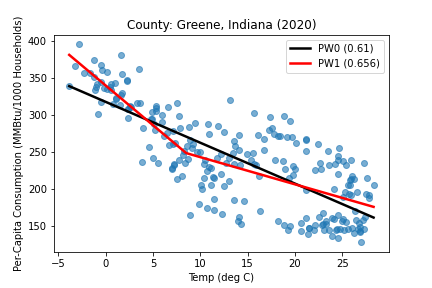 County: Greene, Indiana (2020)
Per-Capita Consumption (MMBtu/1000 Households)
400
350
300
250
200
150
PW0 (0.61)
PW1 (0.656)
−5 0 5 10 15 20 25
Temp (deg C)